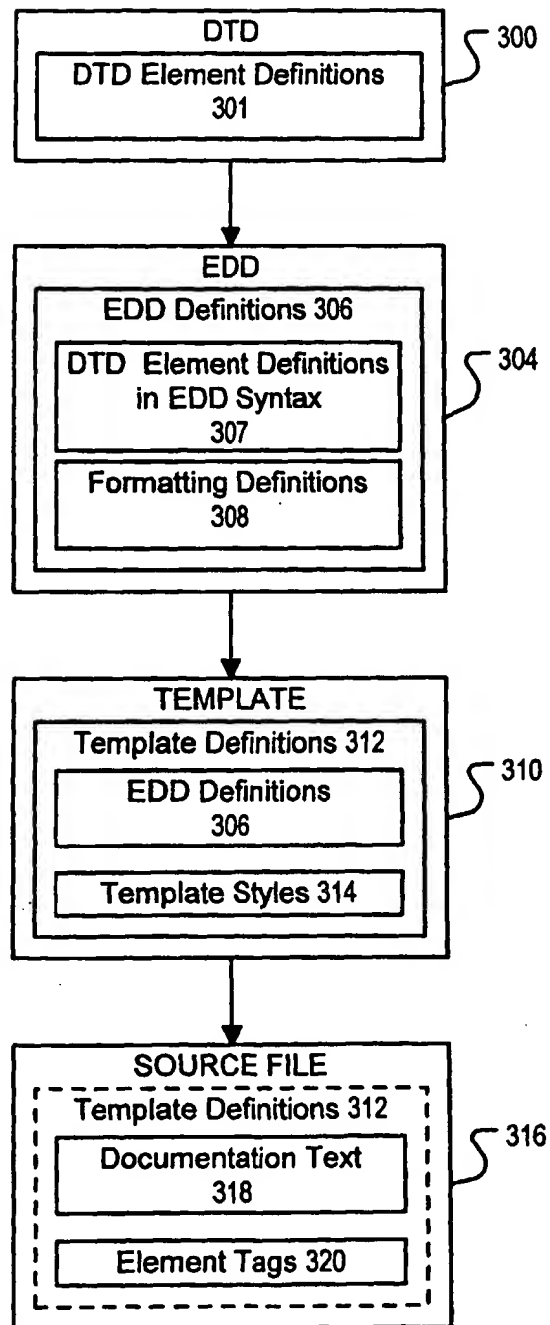 DTD
300
DTD Element Definitions
301
EDD
EDD Definitions 306
304
DTD Element Definitions
in EDD Syntax
307
Formatting Definitions
308
TEMPLATE
Template Definitions 312
310
EDD Definitions
306
Template Styles 314
SOURCE FILE
Template Definitions 312
316
Documentation Text
318
Element Tags 320